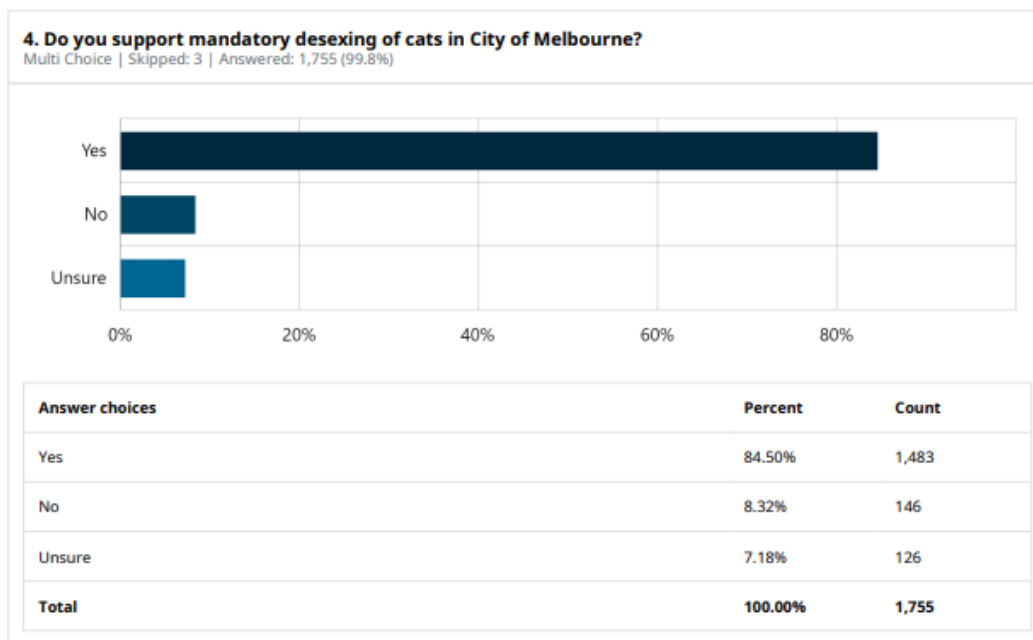 4. Do you support mandatory desexing of cats in City of Melbourne?
Multi Choice | Skipped: 3 | Answered: 1,755 (99.8%)
Yes
No
Unsure
0% 20% 40% 60% 80%
Answer choices Percent Count
Yes 84.50% 1,483
No 8.32% 146
Unsure 7.18% 126
Total 100.00% 1,755